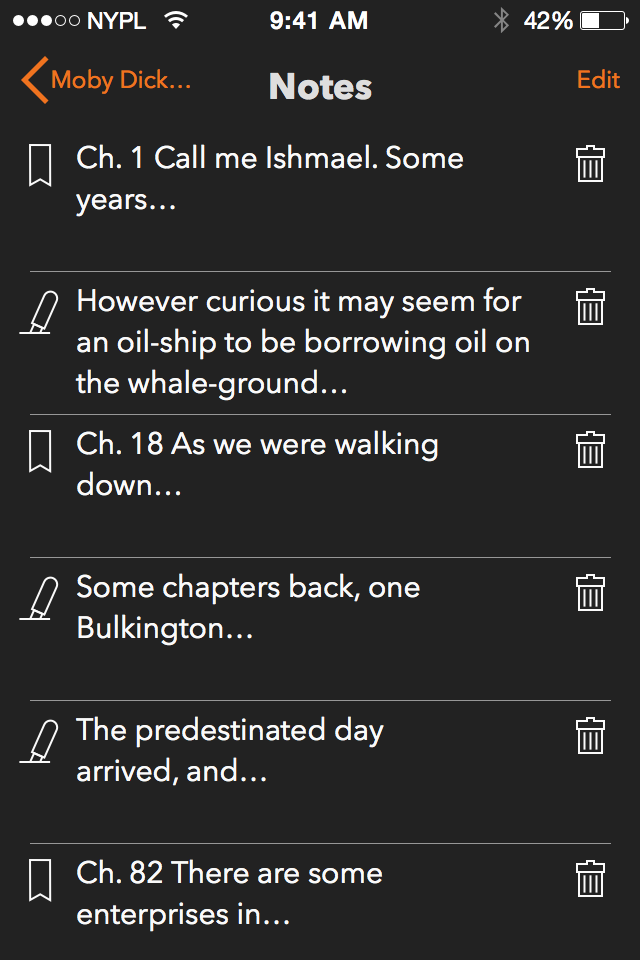 NYPL 9:41 AM 42%
Moby Dick… Notes Edit
Ch. 1 Call me Ishmael. Some
years…
However curious it may seem for
an oil-ship to be borrowing oil on
the whale-ground…
Ch. 18 As we were walking
down…
Some chapters back, one
Bulkington…
The predestinated day
arrived, and…
Ch. 82 There are some
enterprises in…